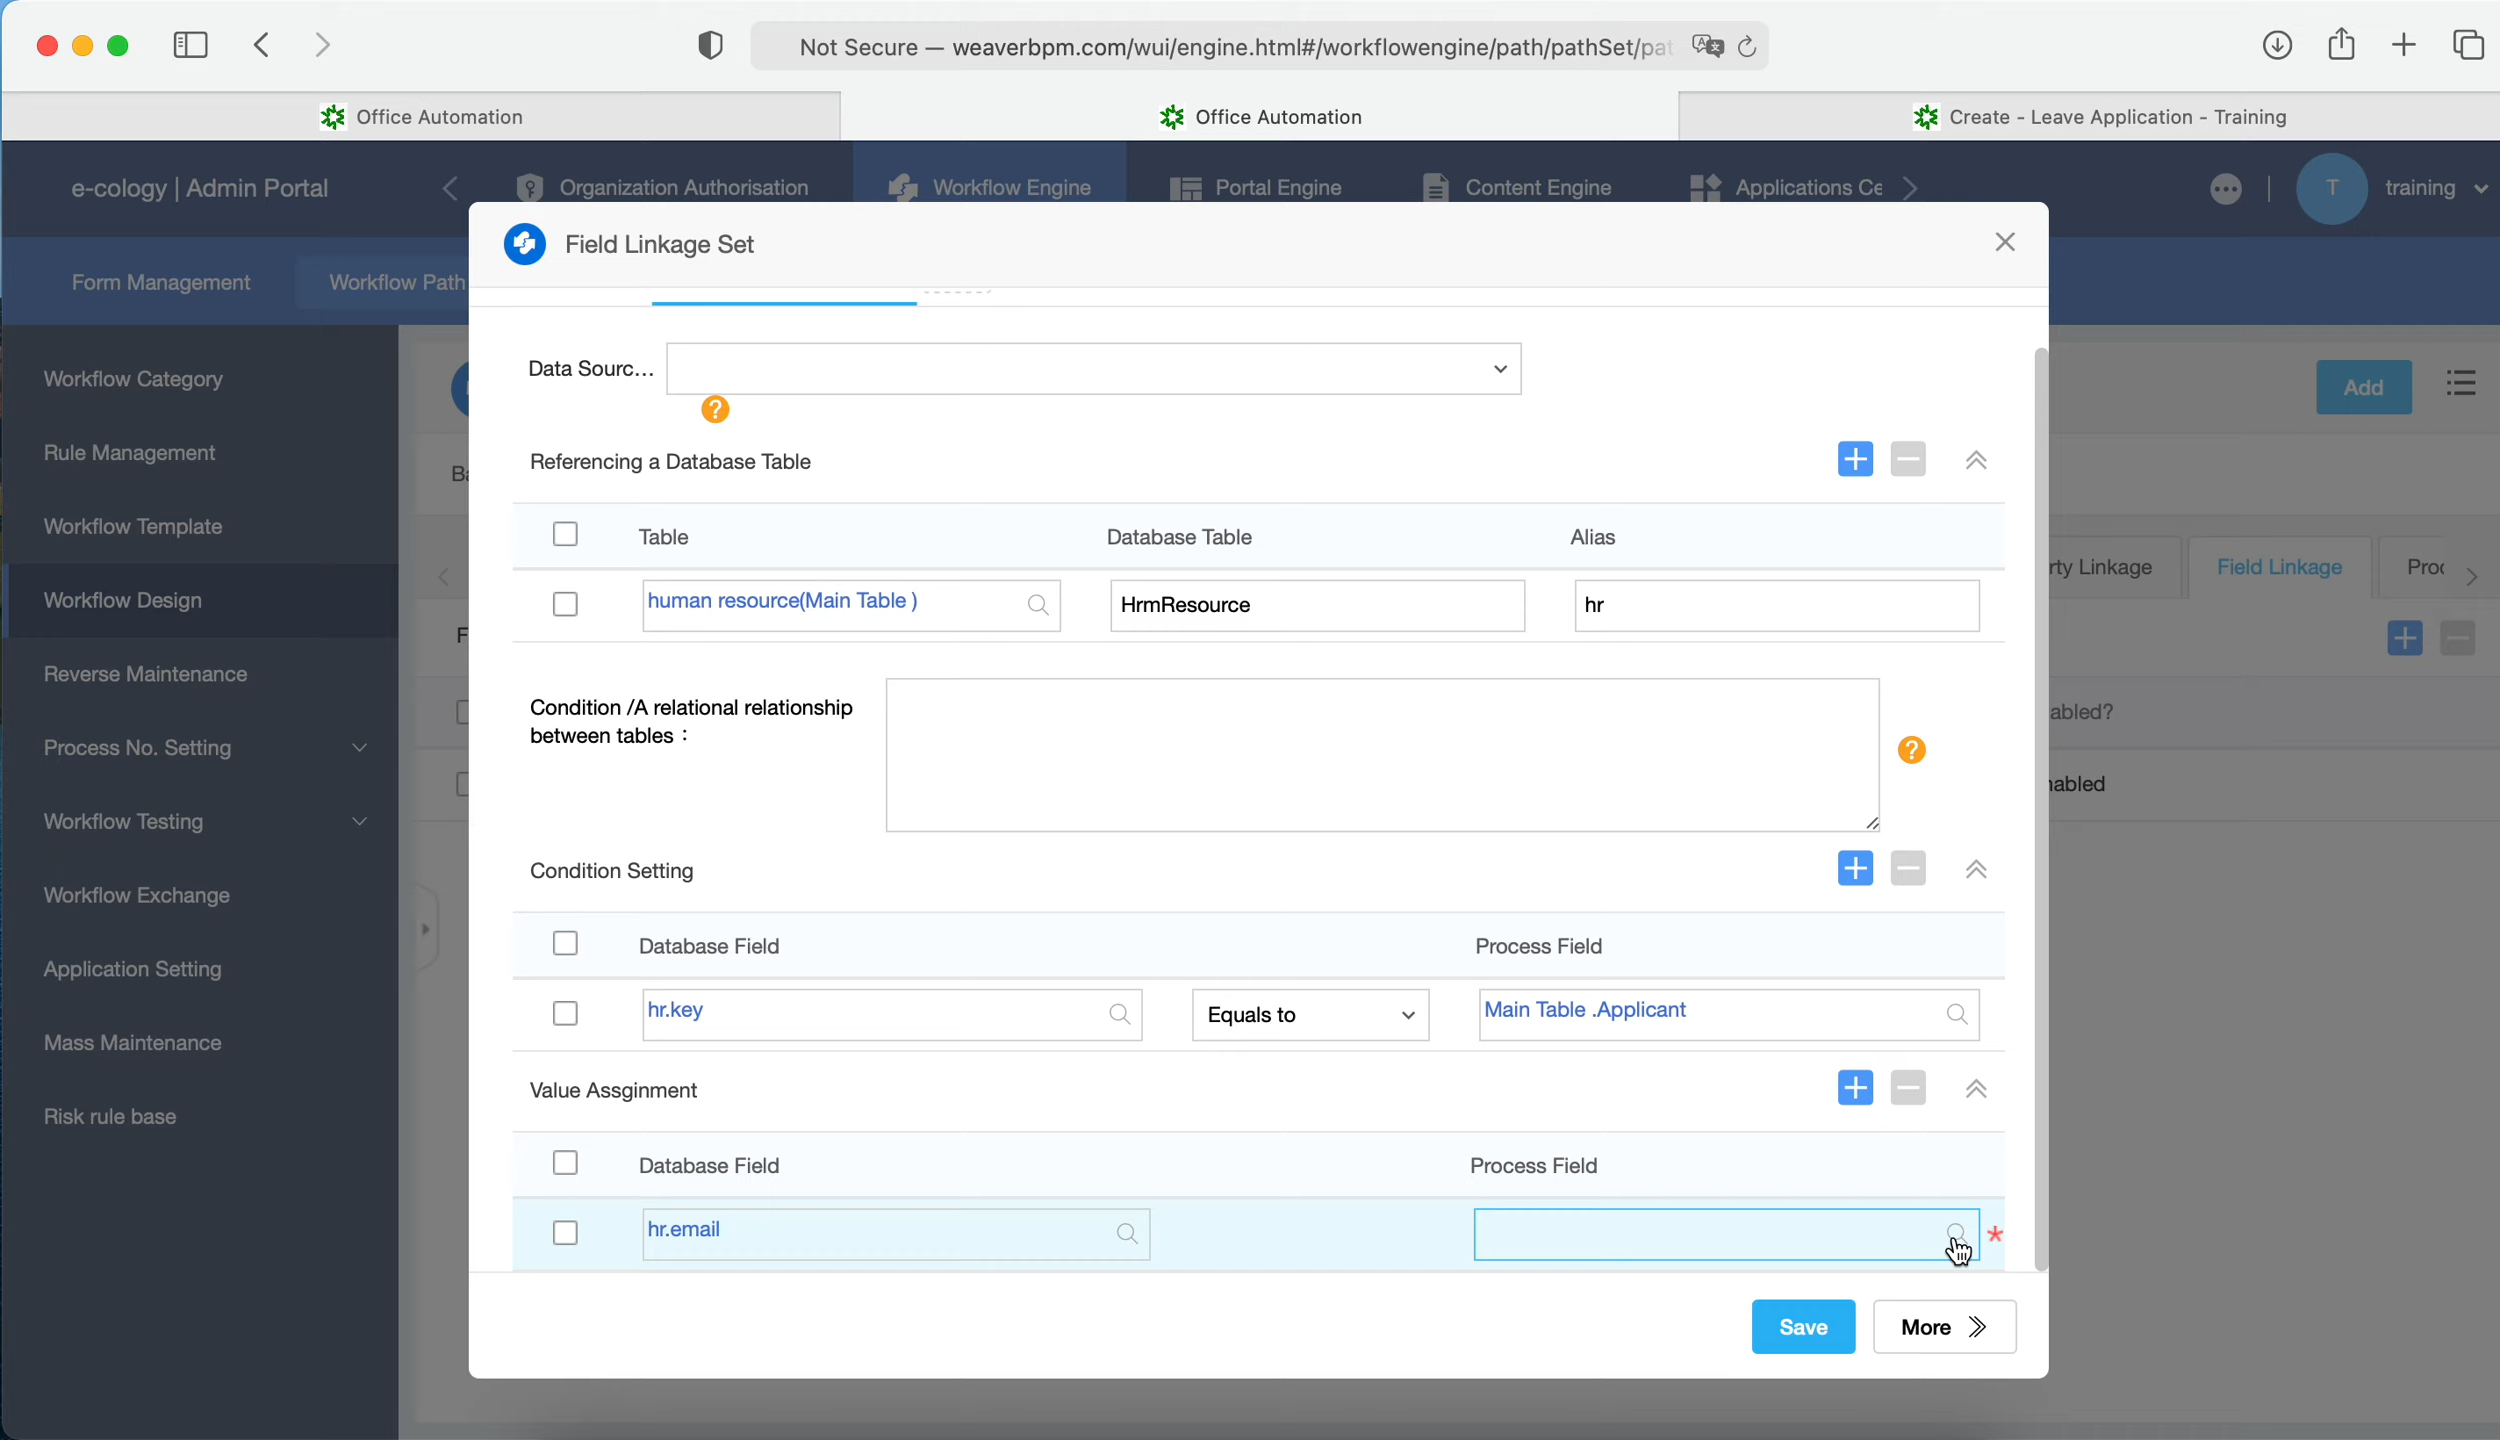 Not Secure — weaverbpm.com/wui/engine.html#/workflowengine/path/pathSet/pat
Office Automation
Office Automation
Create - Leave Application - Training
e-cology | Admin Portal
Organization Authorisation
Workflow Engine
Portal Engine
Content Engine
Applications Ce
T
training
Form Management
Workflow Path
Field Linkage Set
Workflow Category
Rule Management
Workflow Template
Workflow Design
Reverse Maintenance
Process No. Setting
Workflow Testing
Workflow Exchange
Application Setting
Mass Maintenance
Risk rule base
Data Sourc...
?
Add
Referencing a Database Table
Table
Database Table
Alias
human resource(Main Table )
HrmResource
hr
rty Linkage
Field Linkage
Proc
Condition /A relational relationship
between tables :
?
abled?
nabled
Condition Setting
Database Field
Process Field
hr.key
Equals to
Main Table .Applicant
Value Assginment
Database Field
Process Field
hr.email
*
Save
More